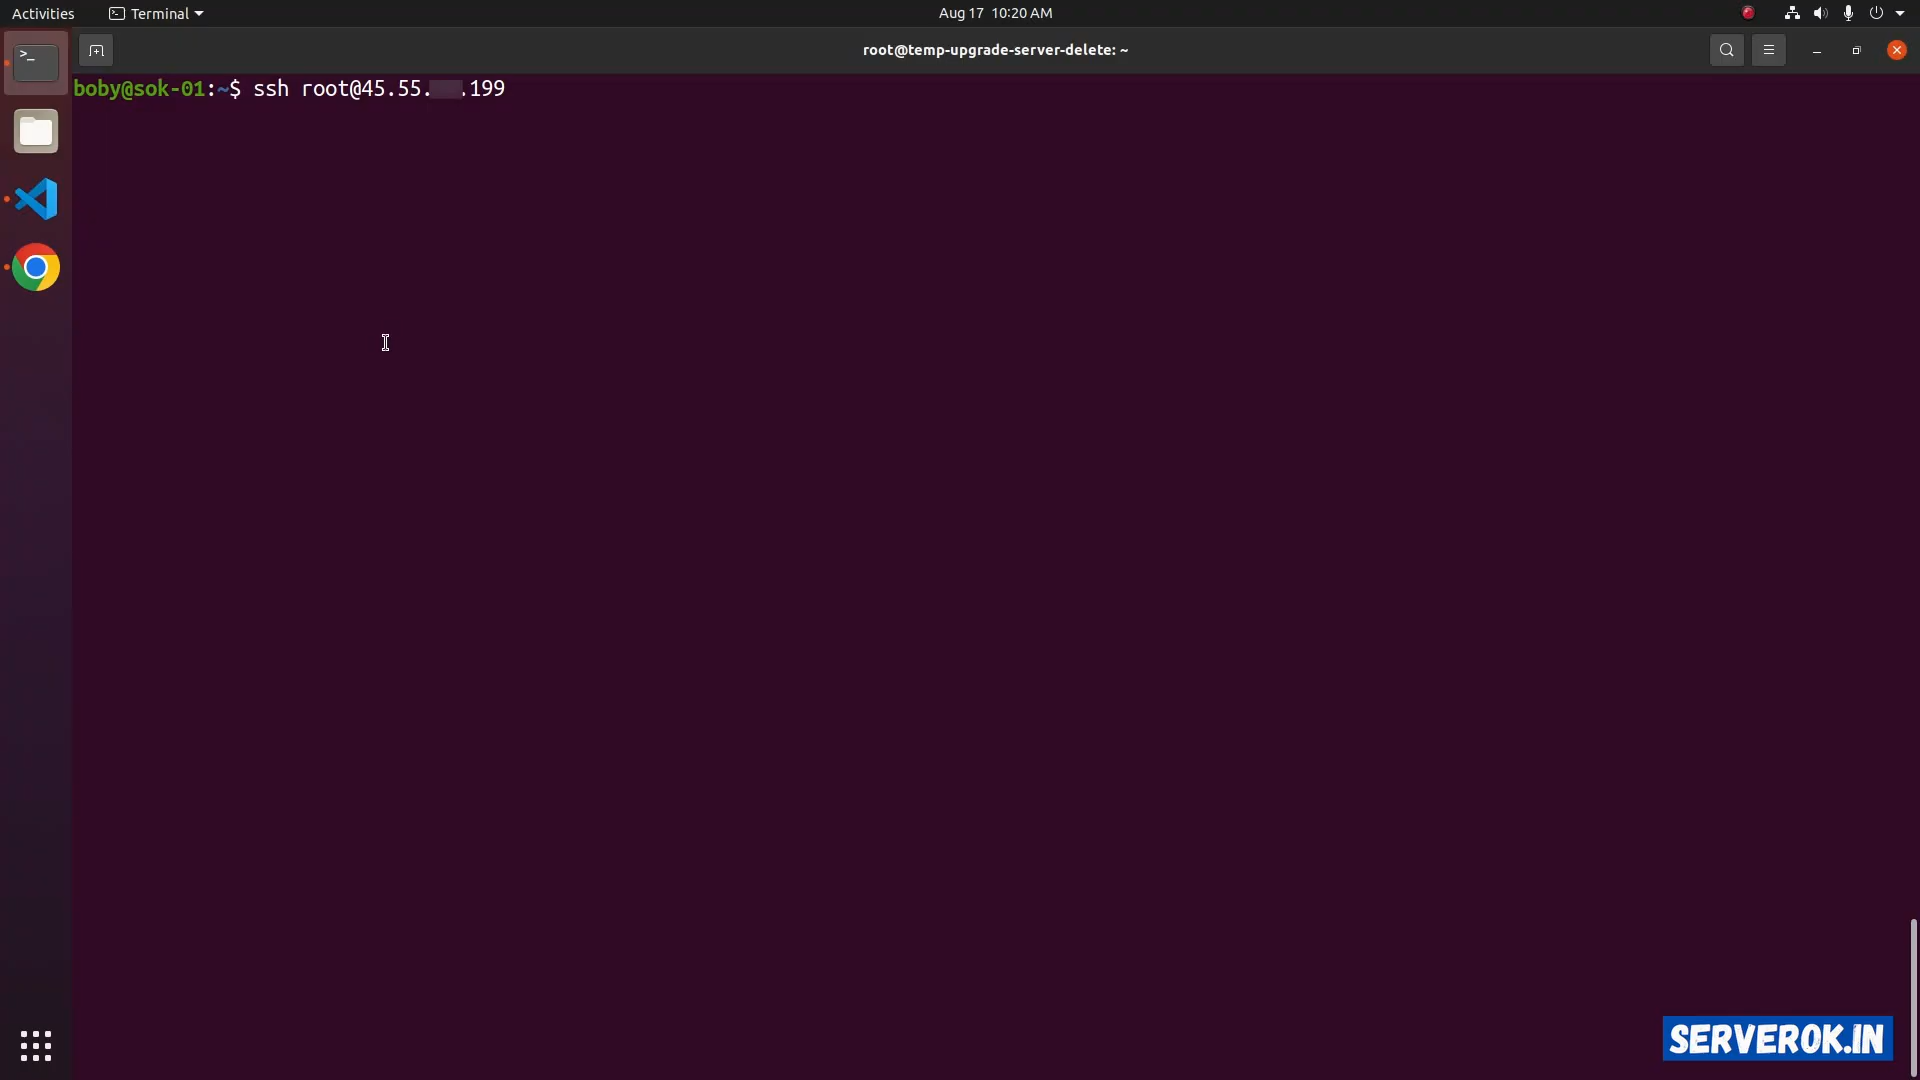 Activities
Terminal
Aug 17 10:20 AM
root@temp-upgrade-server-delete: ~
boby@sok-01:~$ ssh root@45.55. .199
SERVEROK.IN